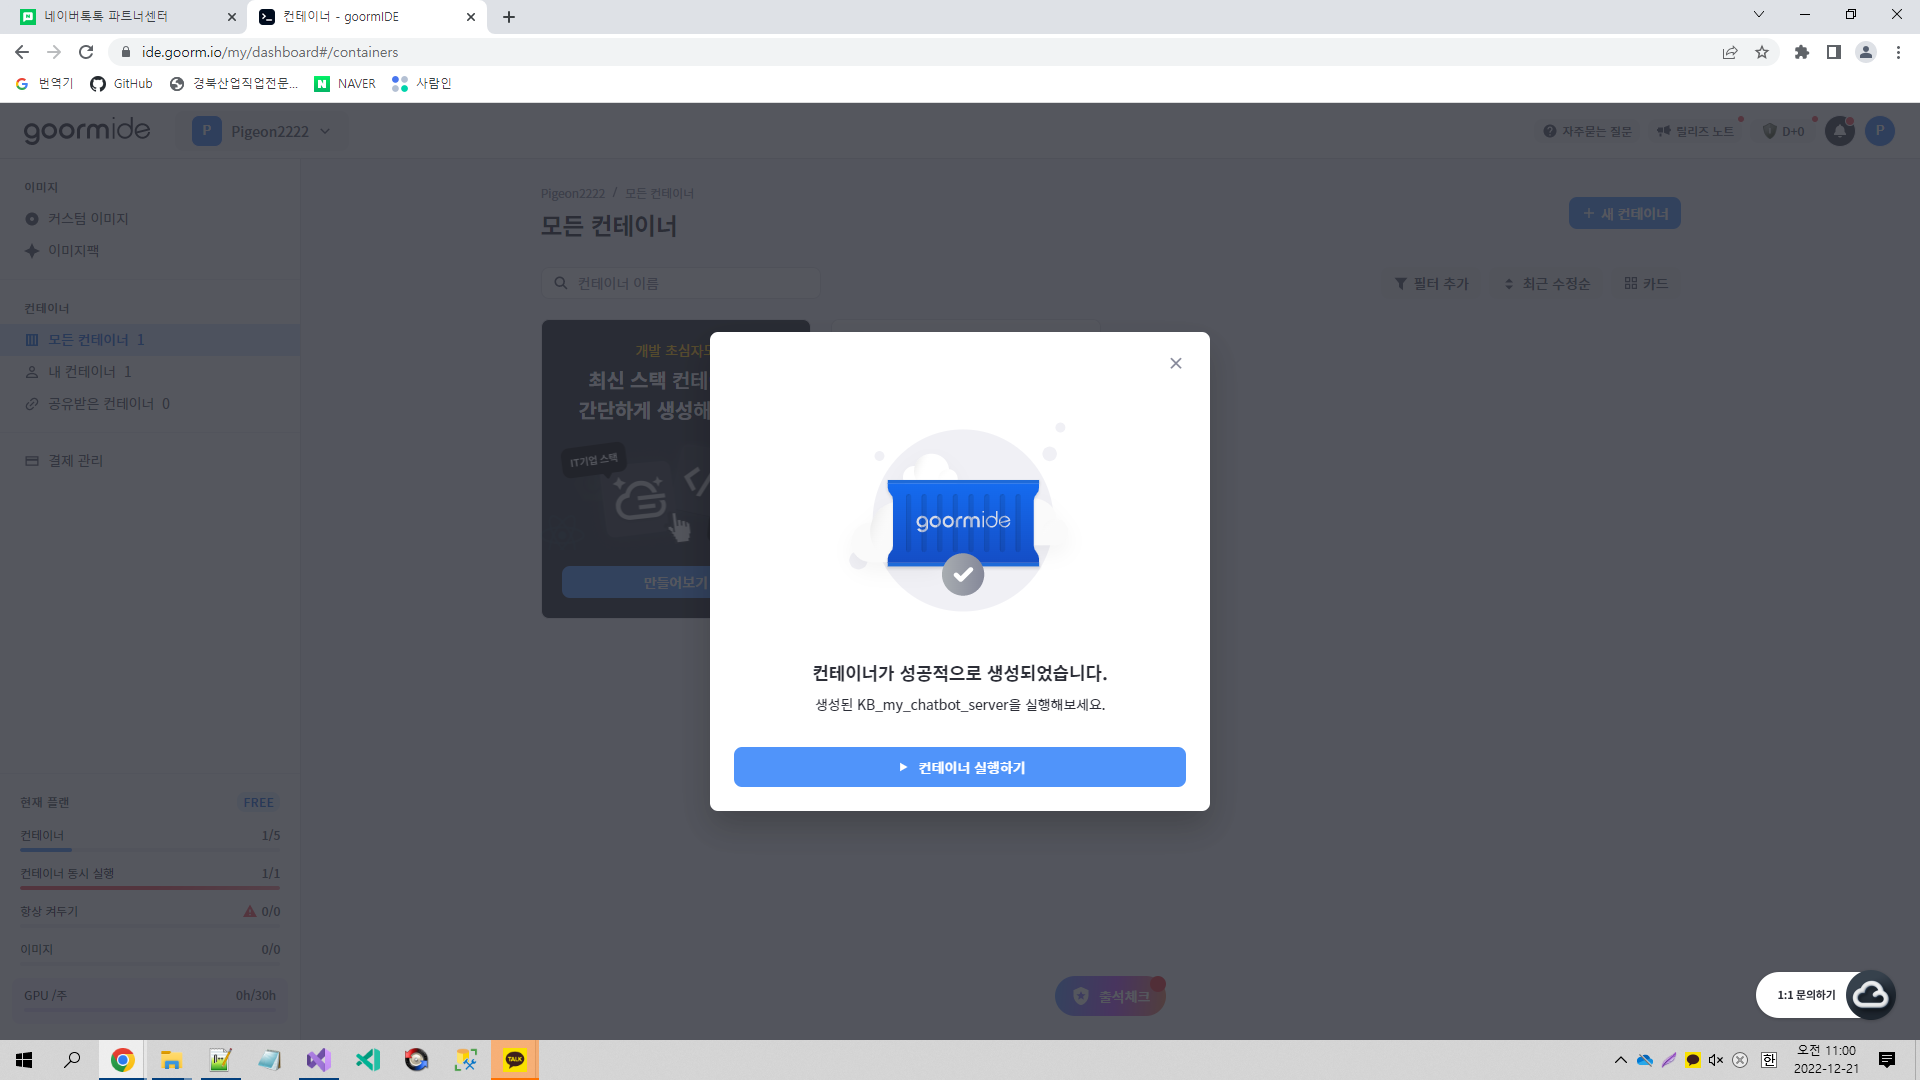 네이버톡톡 파트너센터
컨테이너 - goormIDE
ide.goorm.io/my/dashboard#/containers
번역기
GitHub
경북산업직업전문...
NAVER
사람인
goormide
P
Pigeon2222
자주묻는 질문
릴리즈 노트
D+0
P
이미지
커스텀 이미지
이미지팩
컨테이너
모든 컨테이너 1
내 컨테이너 1
공유받은 컨테이너 0
결제 관리
Pigeon2222 / 모든 컨테이너
모든 컨테이너
+ 새 컨테이너
컨테이너 이름
필터 추가
최근 수정순
카드
개발 초심자도
최신 스택 컨테
간단하게 생성해
IT기업 스택
만들어보기
goormide
컨테이너가 성공적으로 생성되었습니다.
생성된 KB_my_chatbot_server을 실행해보세요.
컨테이너 실행하기
현재 플랜 FREE
컨테이너 1/5
컨테이너 동시 실행 1/1
항상 켜두기 0/0
이미지 0/0
GPU /주 0h/30h
출석체크
1:1 문의하기
TALK
한
오전 11:00
2022-12-21